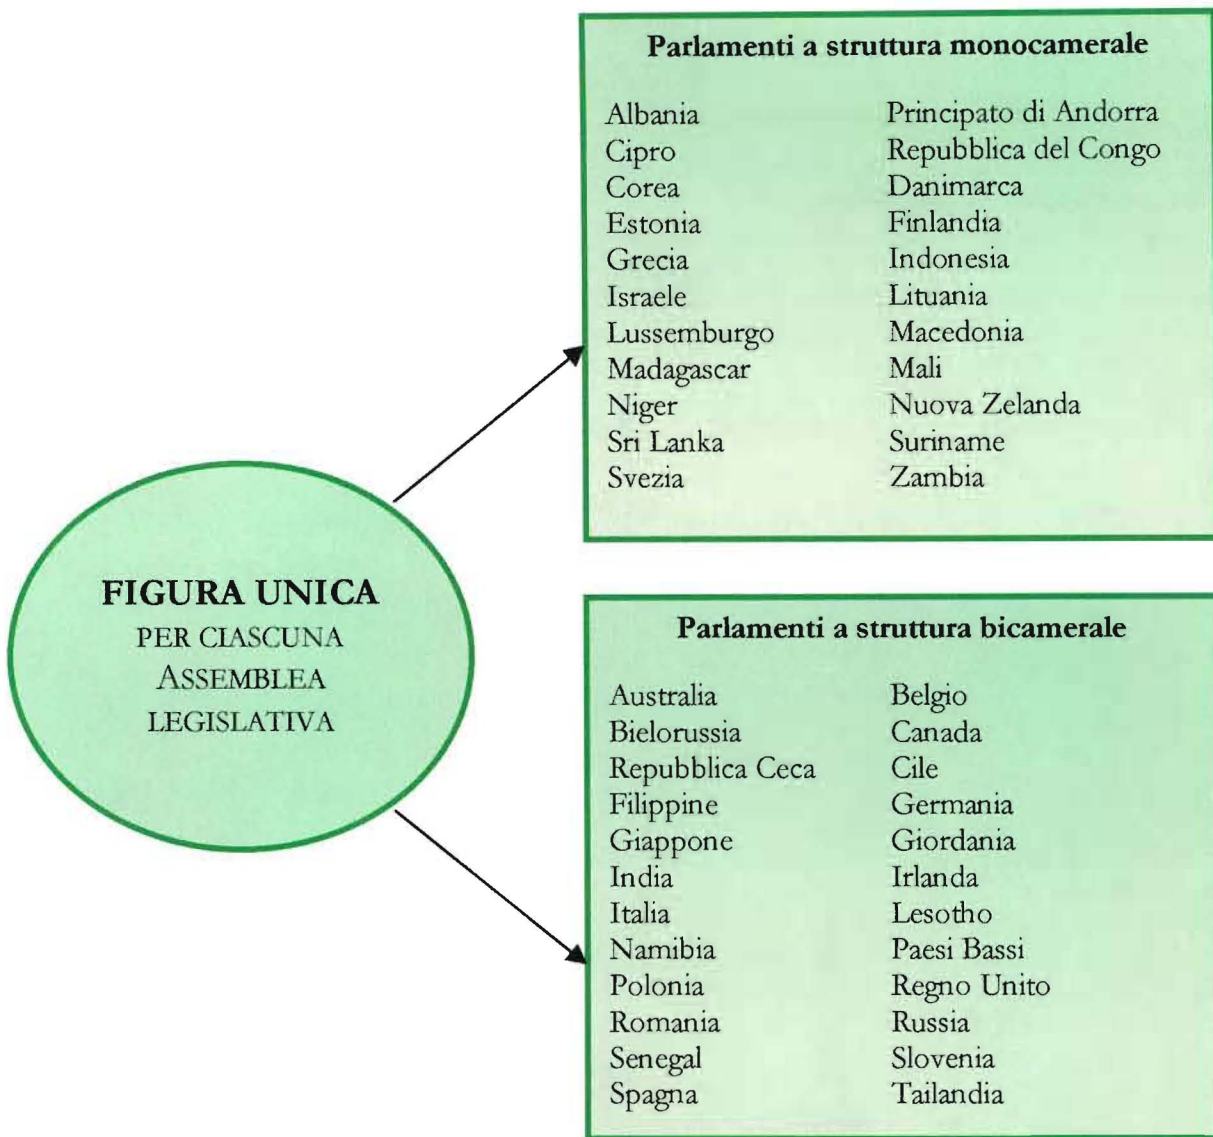 Parlamenti a struttura monocamerale
Albania Principato di Andorra
Cipro Repubblica del Congo
Corea Danimarca
Estonia Finlandia
Grecia Indonesia
Israele Lituania
Lussemburgo Macedonia
Madagascar Mali
Niger Nuova Zelanda
Sri Lanka Suriname
Svezia Zambia
FIGURA UNICA
PER CIASCUNA
ASSEMBLEA
LEGISLATIVA
Parlamenti a struttura bicamerale
Australia Belgio
Bielorussia Canada
Repubblica Ceca Cile
Filippine Germania
Giappone Giordania
India Irlanda
Italia Lesotho
Namibia Paesi Bassi
Polonia Regno Unito
Romania Russia
Senegal Slovenia
Spagna Tailandia